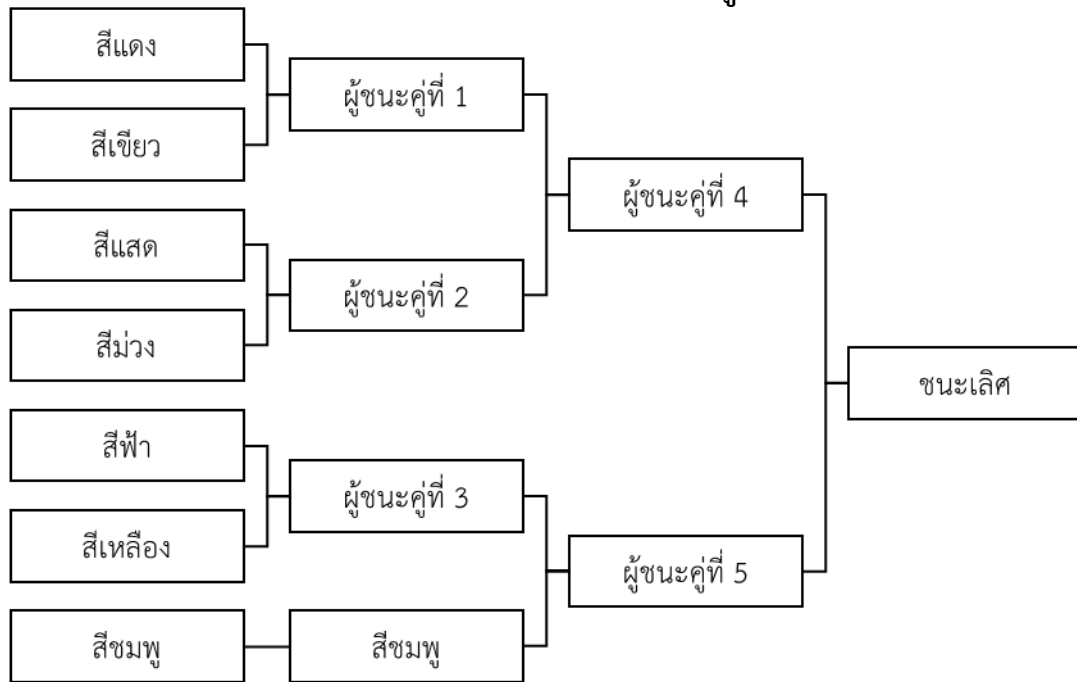 สีแดง
สีเขียว
สีแสด
สีม่วง
สีฟ้า
สีเหลือง
สีชมพู
ผู้ชนะคู่ที่ 1
ผู้ชนะคู่ที่ 2
ผู้ชนะคู่ที่ 3
สีชมพู
ผู้ชนะคู่ที่ 4
ผู้ชนะคู่ที่ 5
ชนะเลิศ